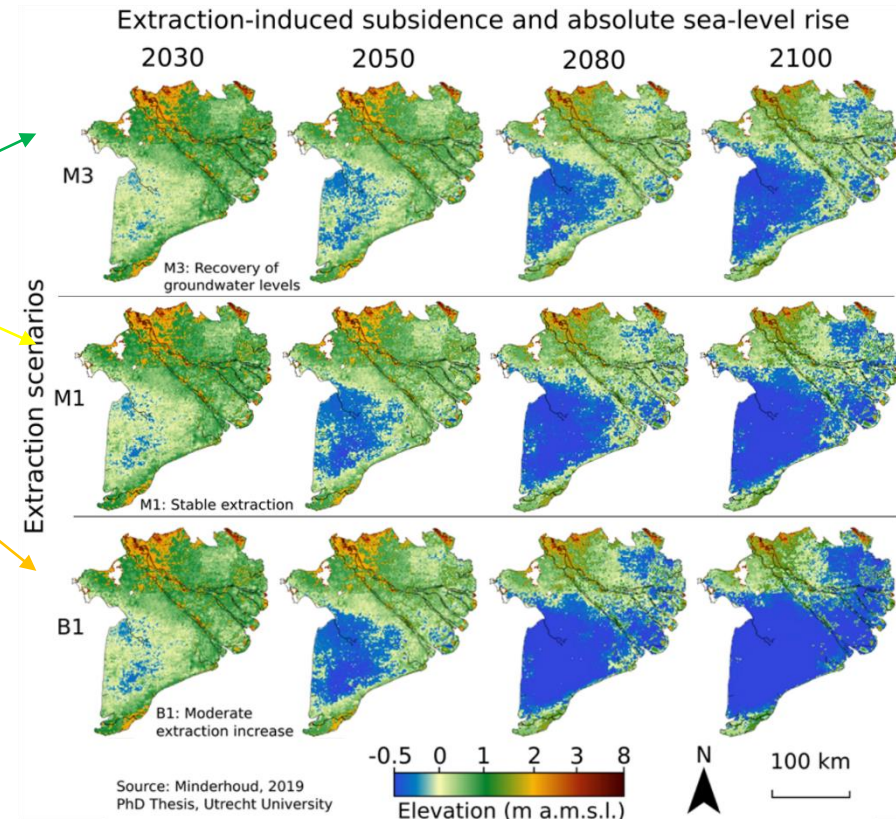 Extraction-induced subsidence and absolute sea-level rise
2030 2050 2080 2100
Extraction scenarios
M3
M3: Recovery of
groundwater levels
M1
M1: Stable extraction
B1
B1: Moderate
extraction increase
Source: Minderhoud, 2019
PhD Thesis, Utrecht University
-0.5 0 1 2 3 8
Elevation (m a.m.s.l.)
N
100 km